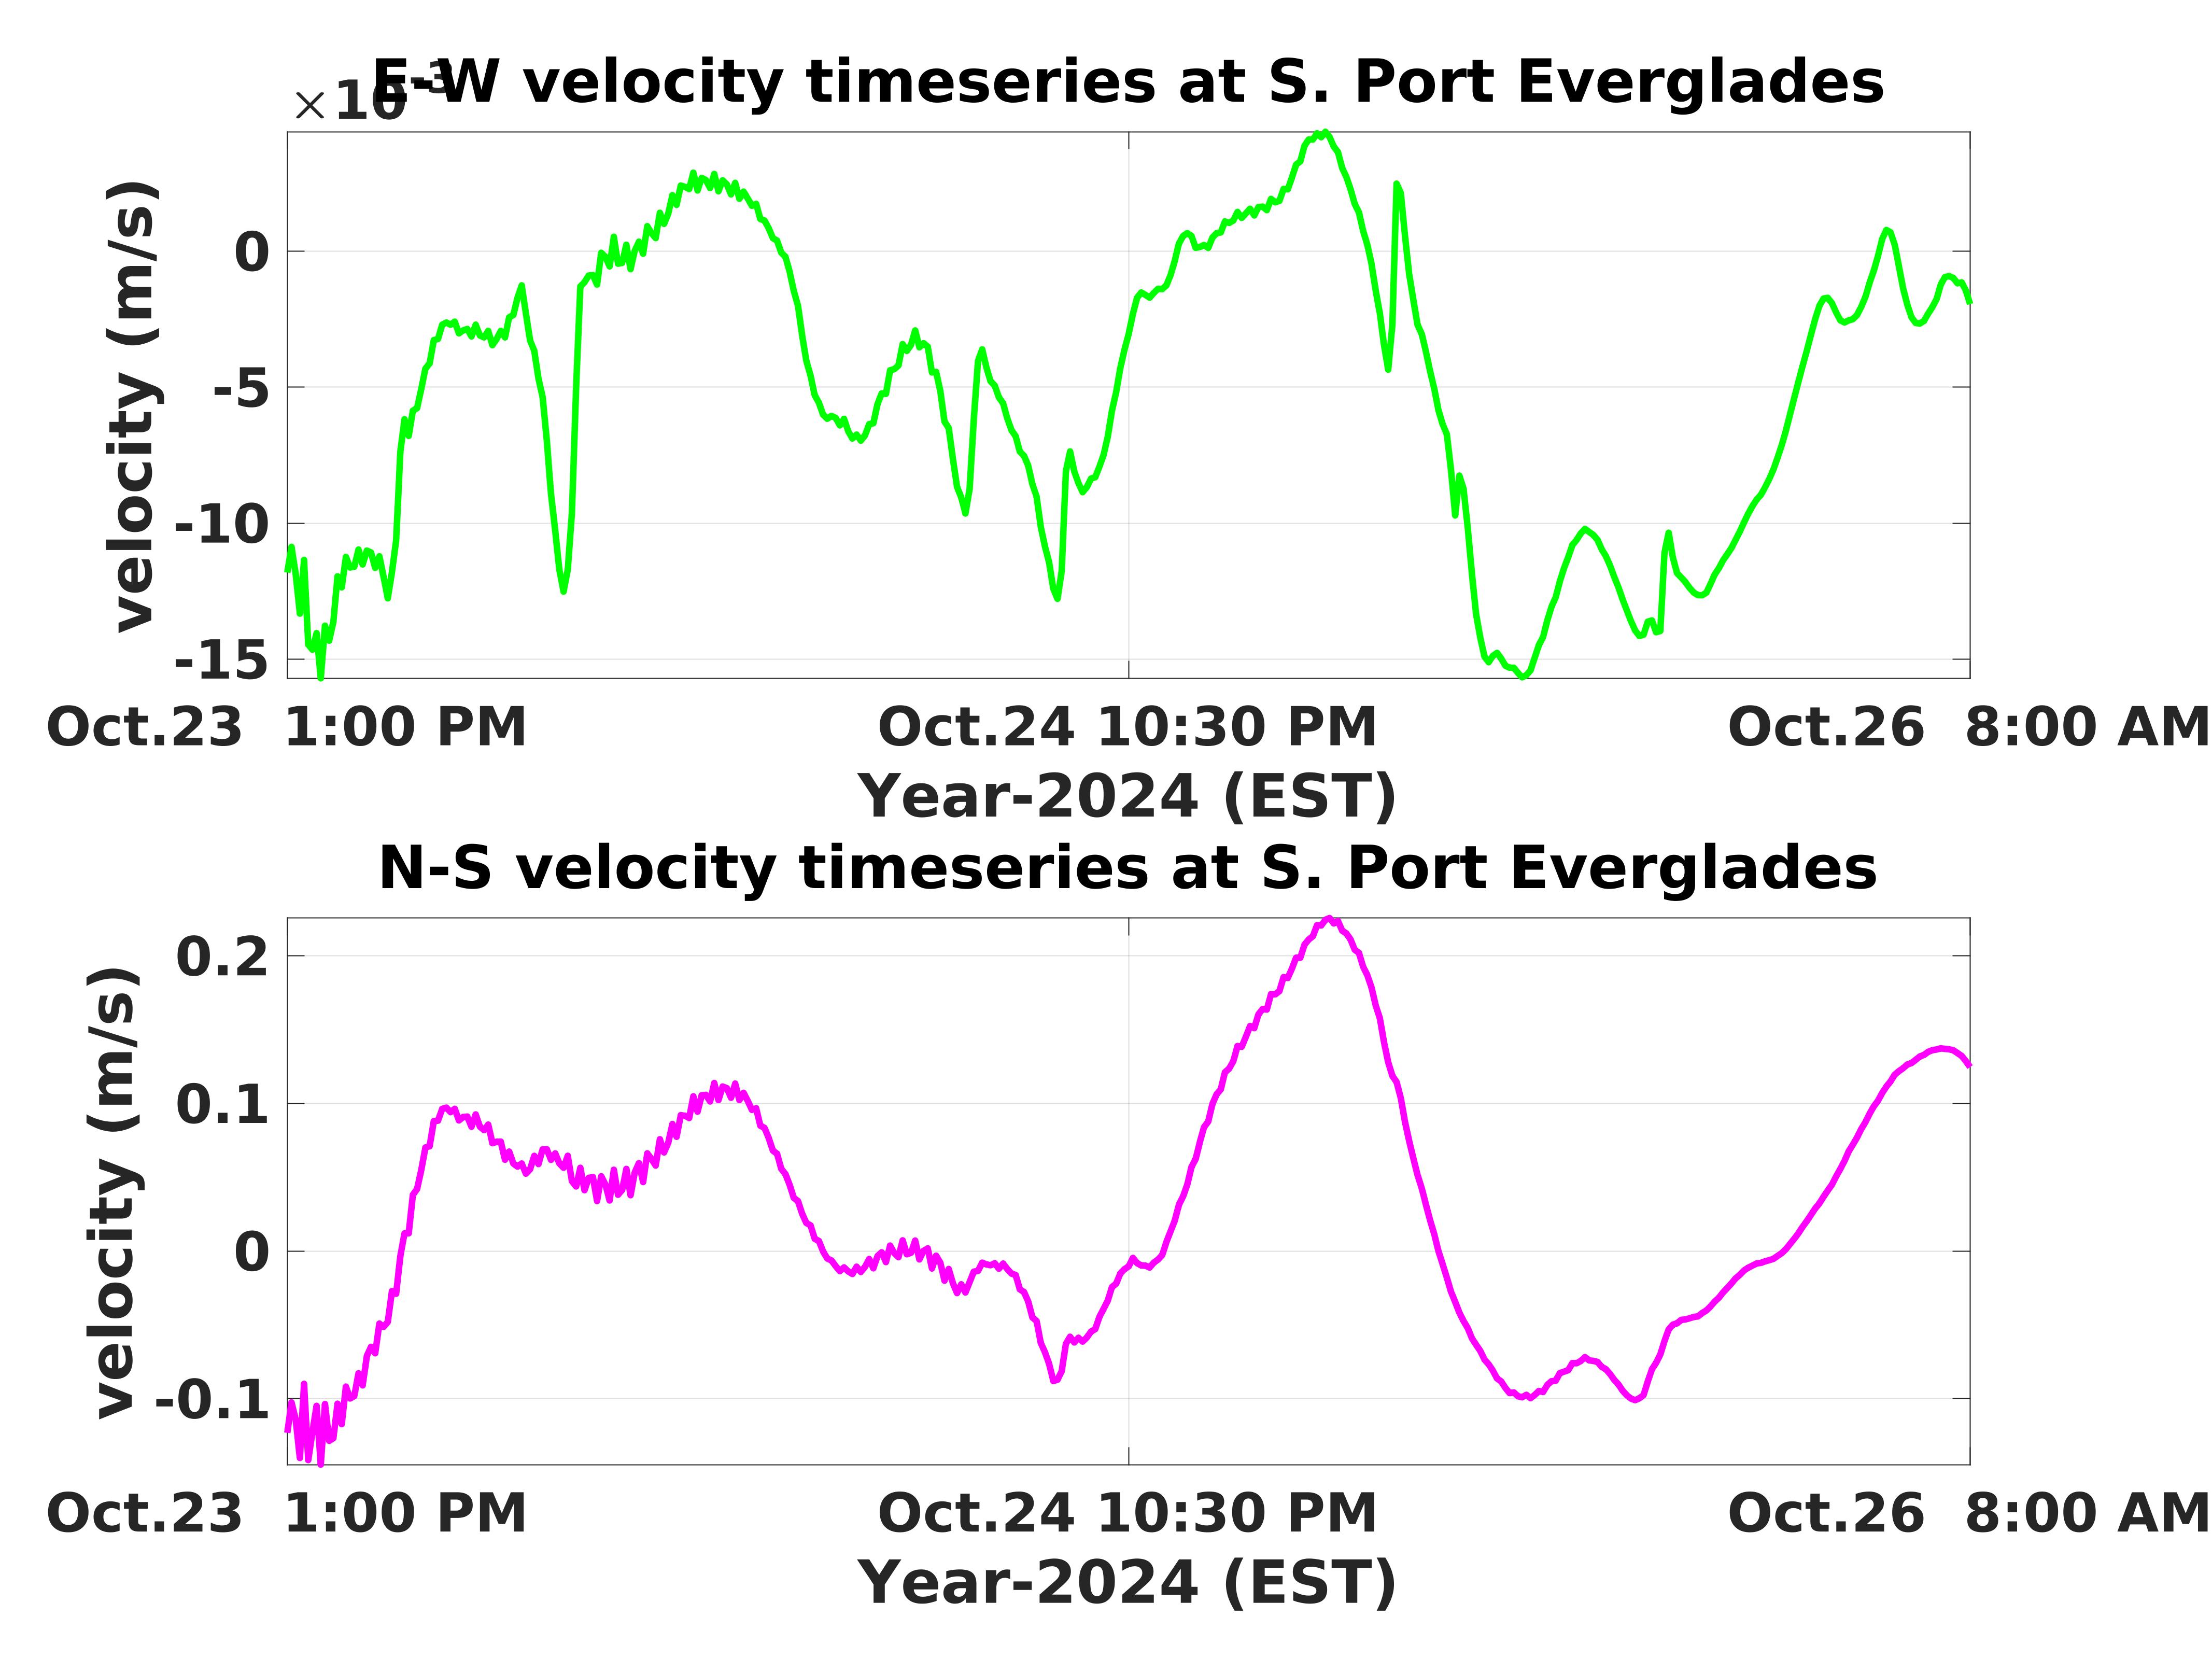 E-W velocity timeseries at S. Port Everglades
×10-3
velocity (m/s)
0
-5
-10
-15
Oct.23 1:00 PM Oct.24 10:30 PM Oct.26 8:00 AM
Year-2024 (EST)
N-S velocity timeseries at S. Port Everglades
velocity (m/s)
0.2
0.1
0
-0.1
Oct.23 1:00 PM Oct.24 10:30 PM Oct.26 8:00 AM
Year-2024 (EST)